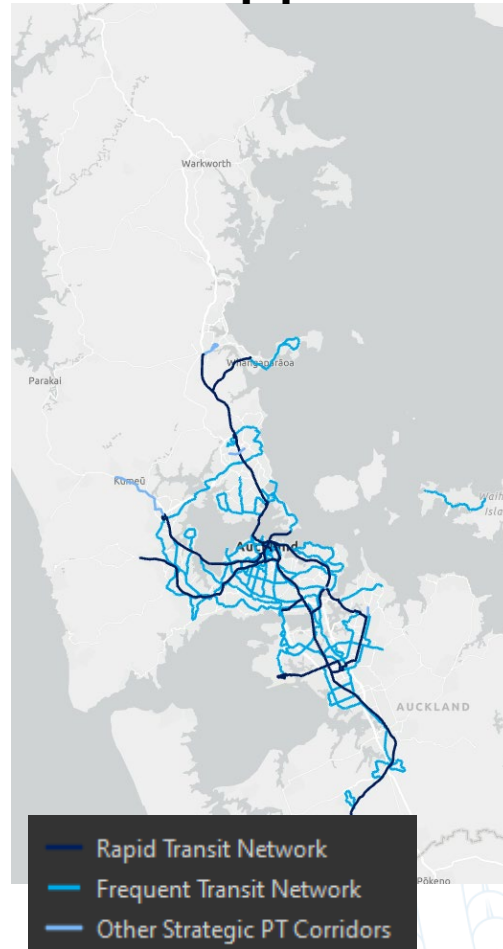 Warkworth
Whangaparāoa
Parakai
Kumeū
Auckland
AUCKLAND
Pōkeno
Rapid Transit Network
Frequent Transit Network
Other Strategic PT Corridors